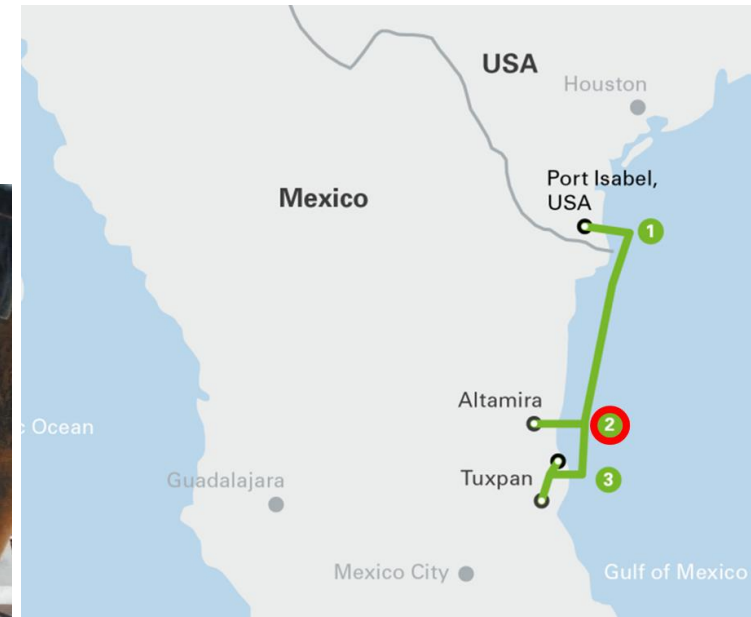 USA
Houston
Port Isabel,
USA
Mexico
1
Altamira
2
c Ocean
Guadalajara
Tuxpan
3
Mexico City
Gulf of Mexico